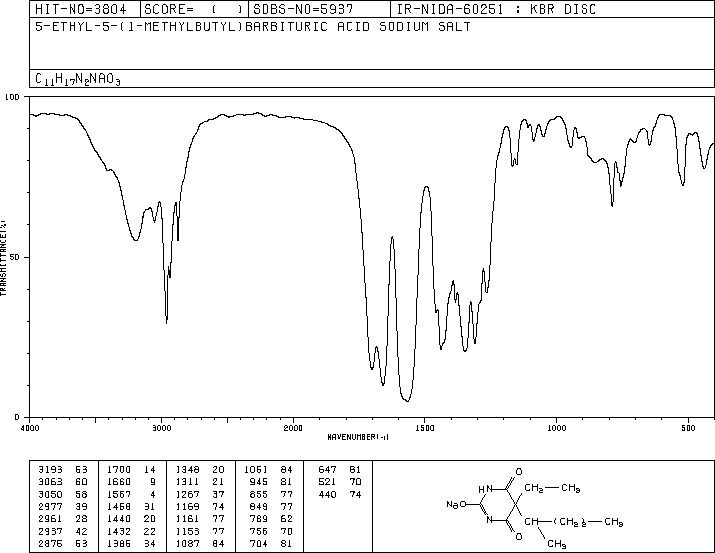 HIT-NO=3804 SCORE= ( ) SDBS-NO=5937 IR-NIDA-60251 : KBR DISC
5-ETHYL-5-(1-METHYLBUTYL)BARBITURIC ACID SODIUM SALT
C11H17N2NAO3
100
50
0
TRANSMITTANCE(%)
4000 3000 2000 1500 1000 500
WAVENUMBER(-1)
3193 63 1700 14 1348 20 1061 84 647 81
3063 60 1660 9 1311 21 945 81 521 70
3050 58 1567 4 1267 37 855 77 440 74
2977 39 1458 31 1169 74 849 77
2961 28 1440 20 1161 77 789 62
2937 42 1432 22 1153 77 756 70
2875 63 1386 34 1087 84 704 81
O
HN CH2—CH3
NaO
N CH—(CH2)2—CH3
O CH3